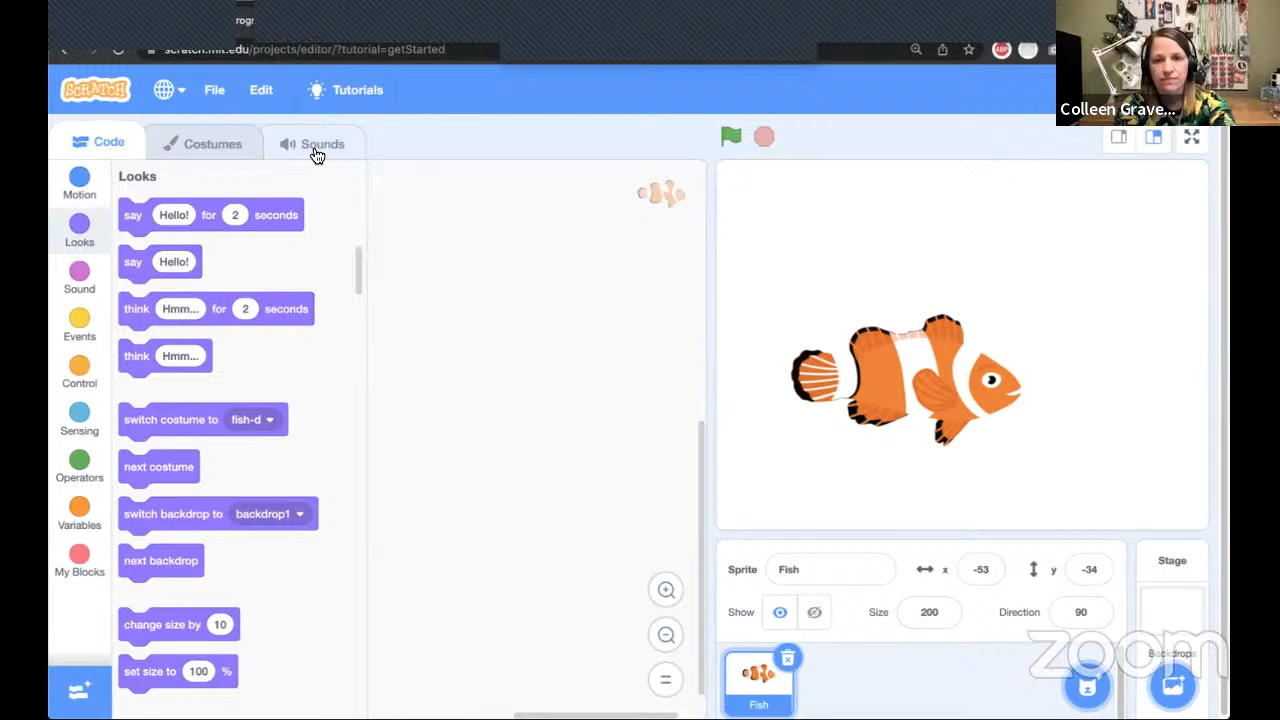 rogr
scratch.mit.edu/projects/editor/?tutorial=getStarted
ABP
Colleen Grave...
SCRATCH
File
Edit
Tutorials
Code
Costumes
Sounds
Motion
Looks
Sound
Events
Control
Sensing
Operators
Variables
My Blocks
Looks
say Hello! for 2 seconds
say Hello!
think Hmm... for 2 seconds
think Hmm...
switch costume to fish-d
next costume
switch backdrop to backdrop1
next backdrop
change size by 10
set size to 100 %
Sprite Fish x -53 y -34
Show Size 200 Direction 90
Fish
Stage
Backdrops
zoom